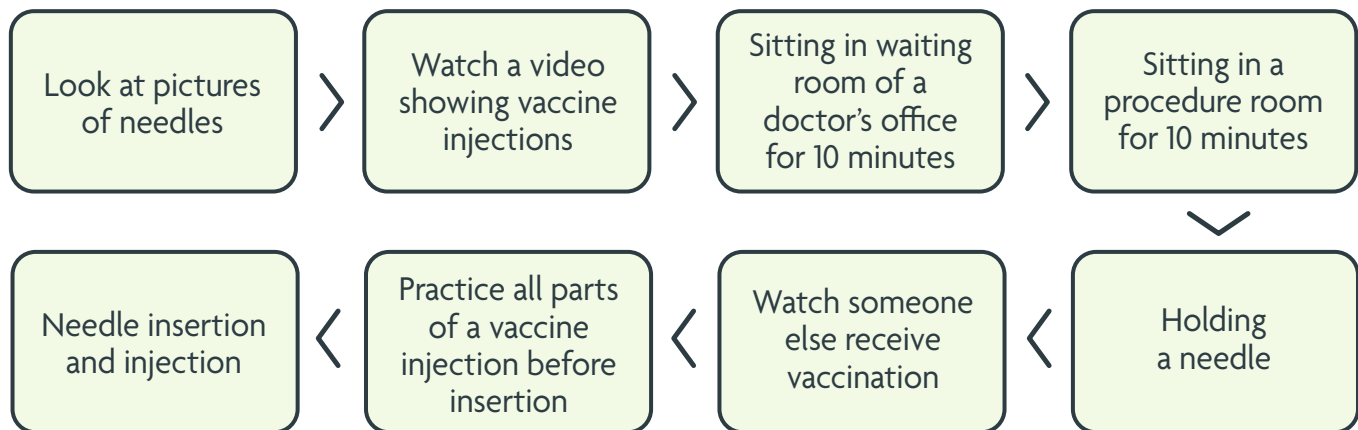 Look at pictures
of needles
Watch a video
showing vaccine
injections
Sitting in waiting
room of a
doctor's office
for 10 minutes
Sitting in a
procedure room
for 10 minutes
Holding
a needle
Watch someone
else receive
vaccination
Practice all parts
of a vaccine
injection before
insertion
Needle insertion
and injection